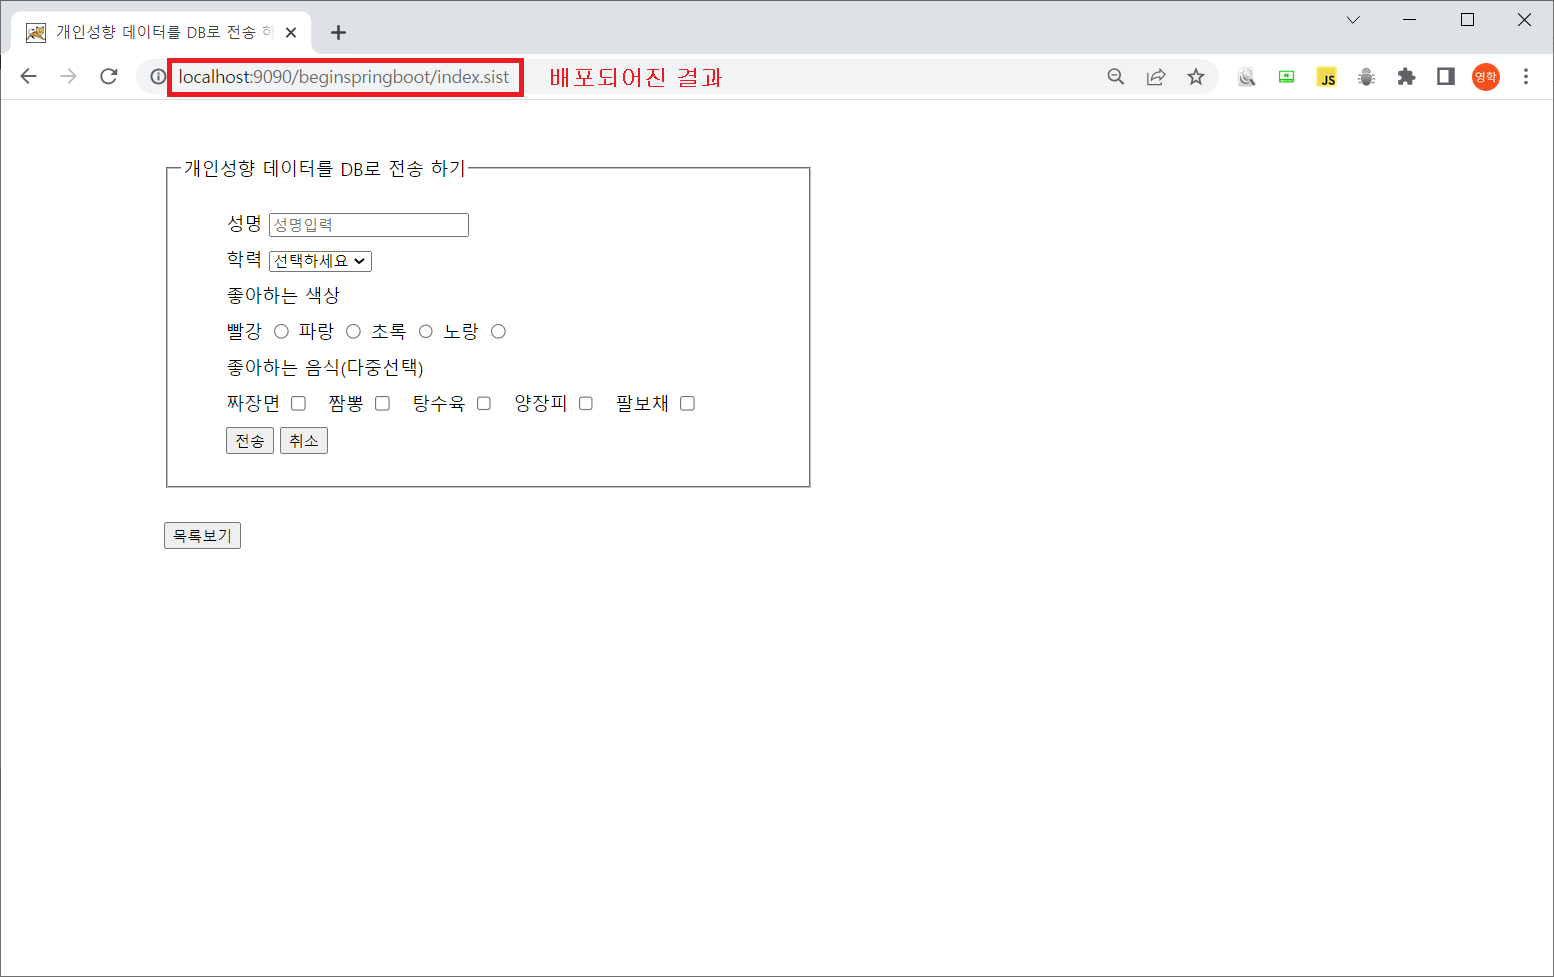 개인성향 데이터를 DB로 전송 하
localhost:9090/beginspringboot/index.sist 배포되어진 결과
JS
영학
개인성향 데이터를 DB로 전송 하기
성명 성명입력
학력 선택하세요
좋아하는 색상
빨강 파랑 초록 노랑
좋아하는 음식(다중선택)
짜장면 짬뽕 탕수육 양장피 팔보채
전송 취소
목록보기